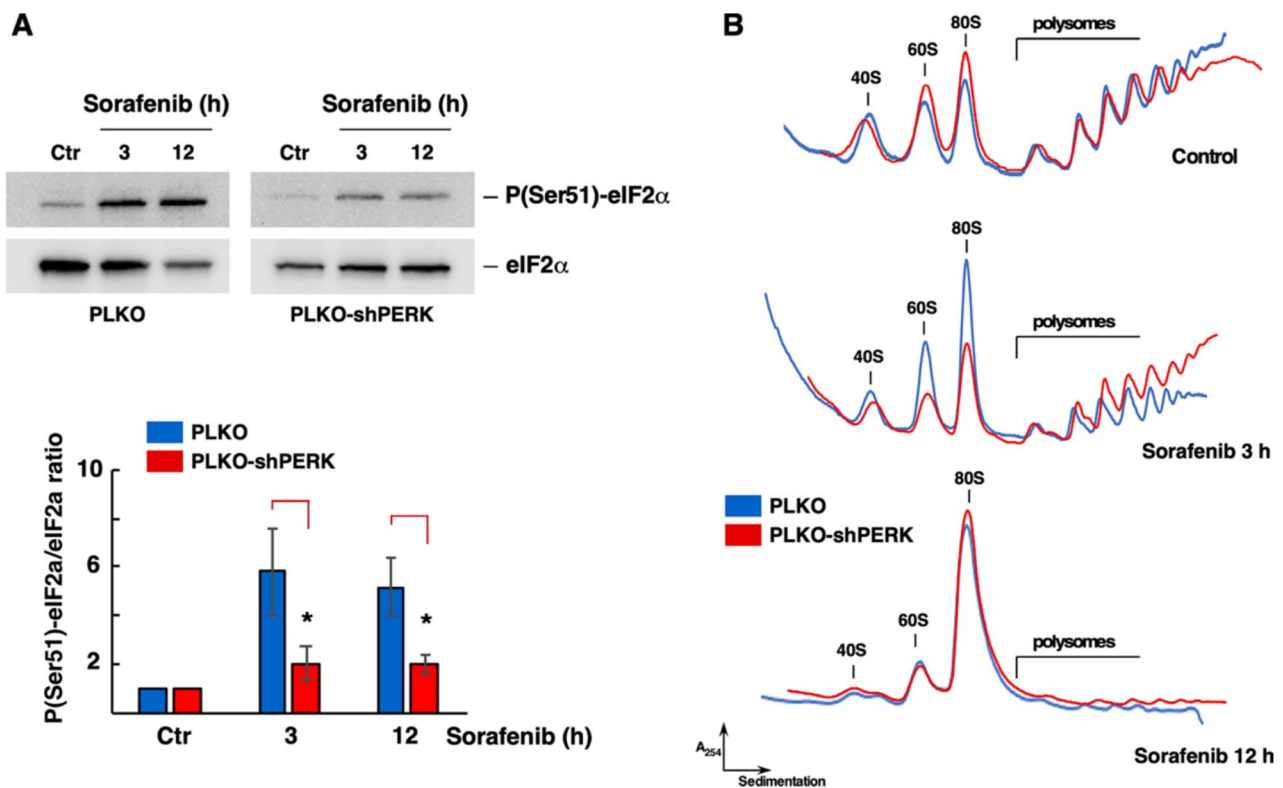 A
Sorafenib (h)
Sorafenib (h)
Ctr 3 12
Ctr 3 12
P(Ser51)-eIF2α
eIF2α
PLKO
PLKO-shPERK
PLKO
PLKO-shPERK
P(Ser51)-eIF2a/eIF2a ratio
10
6
2
*
*
Ctr 3 12 Sorafenib (h)
B
40S
60S
80S
polysomes
Control
40S
60S
80S
polysomes
Sorafenib 3 h
PLKO
PLKO-shPERK
40S
60S
80S
polysomes
Sorafenib 12 h
A254
Sedimentation